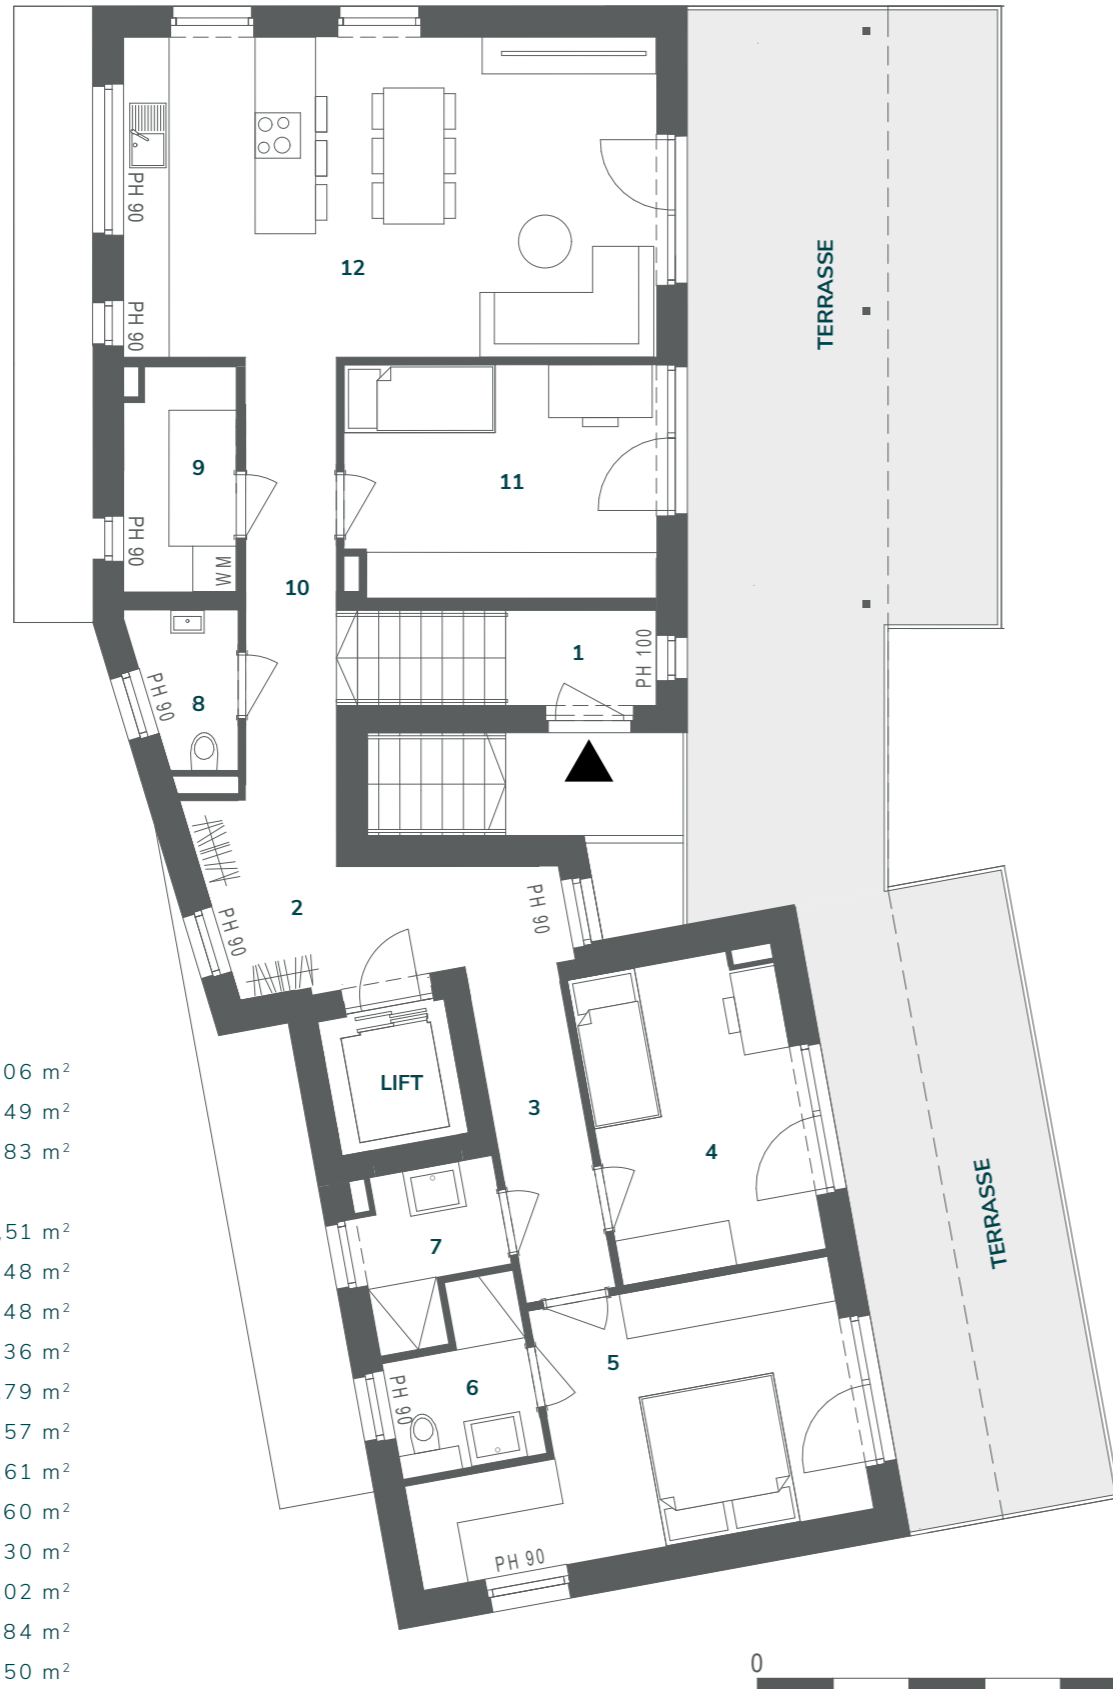 PH 90
12
TERRASSE
PH 90
9
11
PH 90
WM
10
1
PH 100
8
PH 90
2
PH 90
PH 90
LIFT
3
4
TERRASSE
7
5
6
PH 90
PH 90
06 m²
49 m²
83 m²
,51 m²
48 m²
48 m²
36 m²
79 m²
57 m²
61 m²
60 m²
30 m²
02 m²
84 m²
50 m²
0